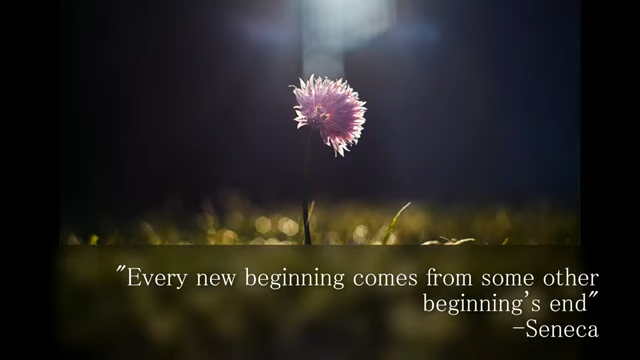 "Every new beginning comes from some other
beginning's end"
-Seneca